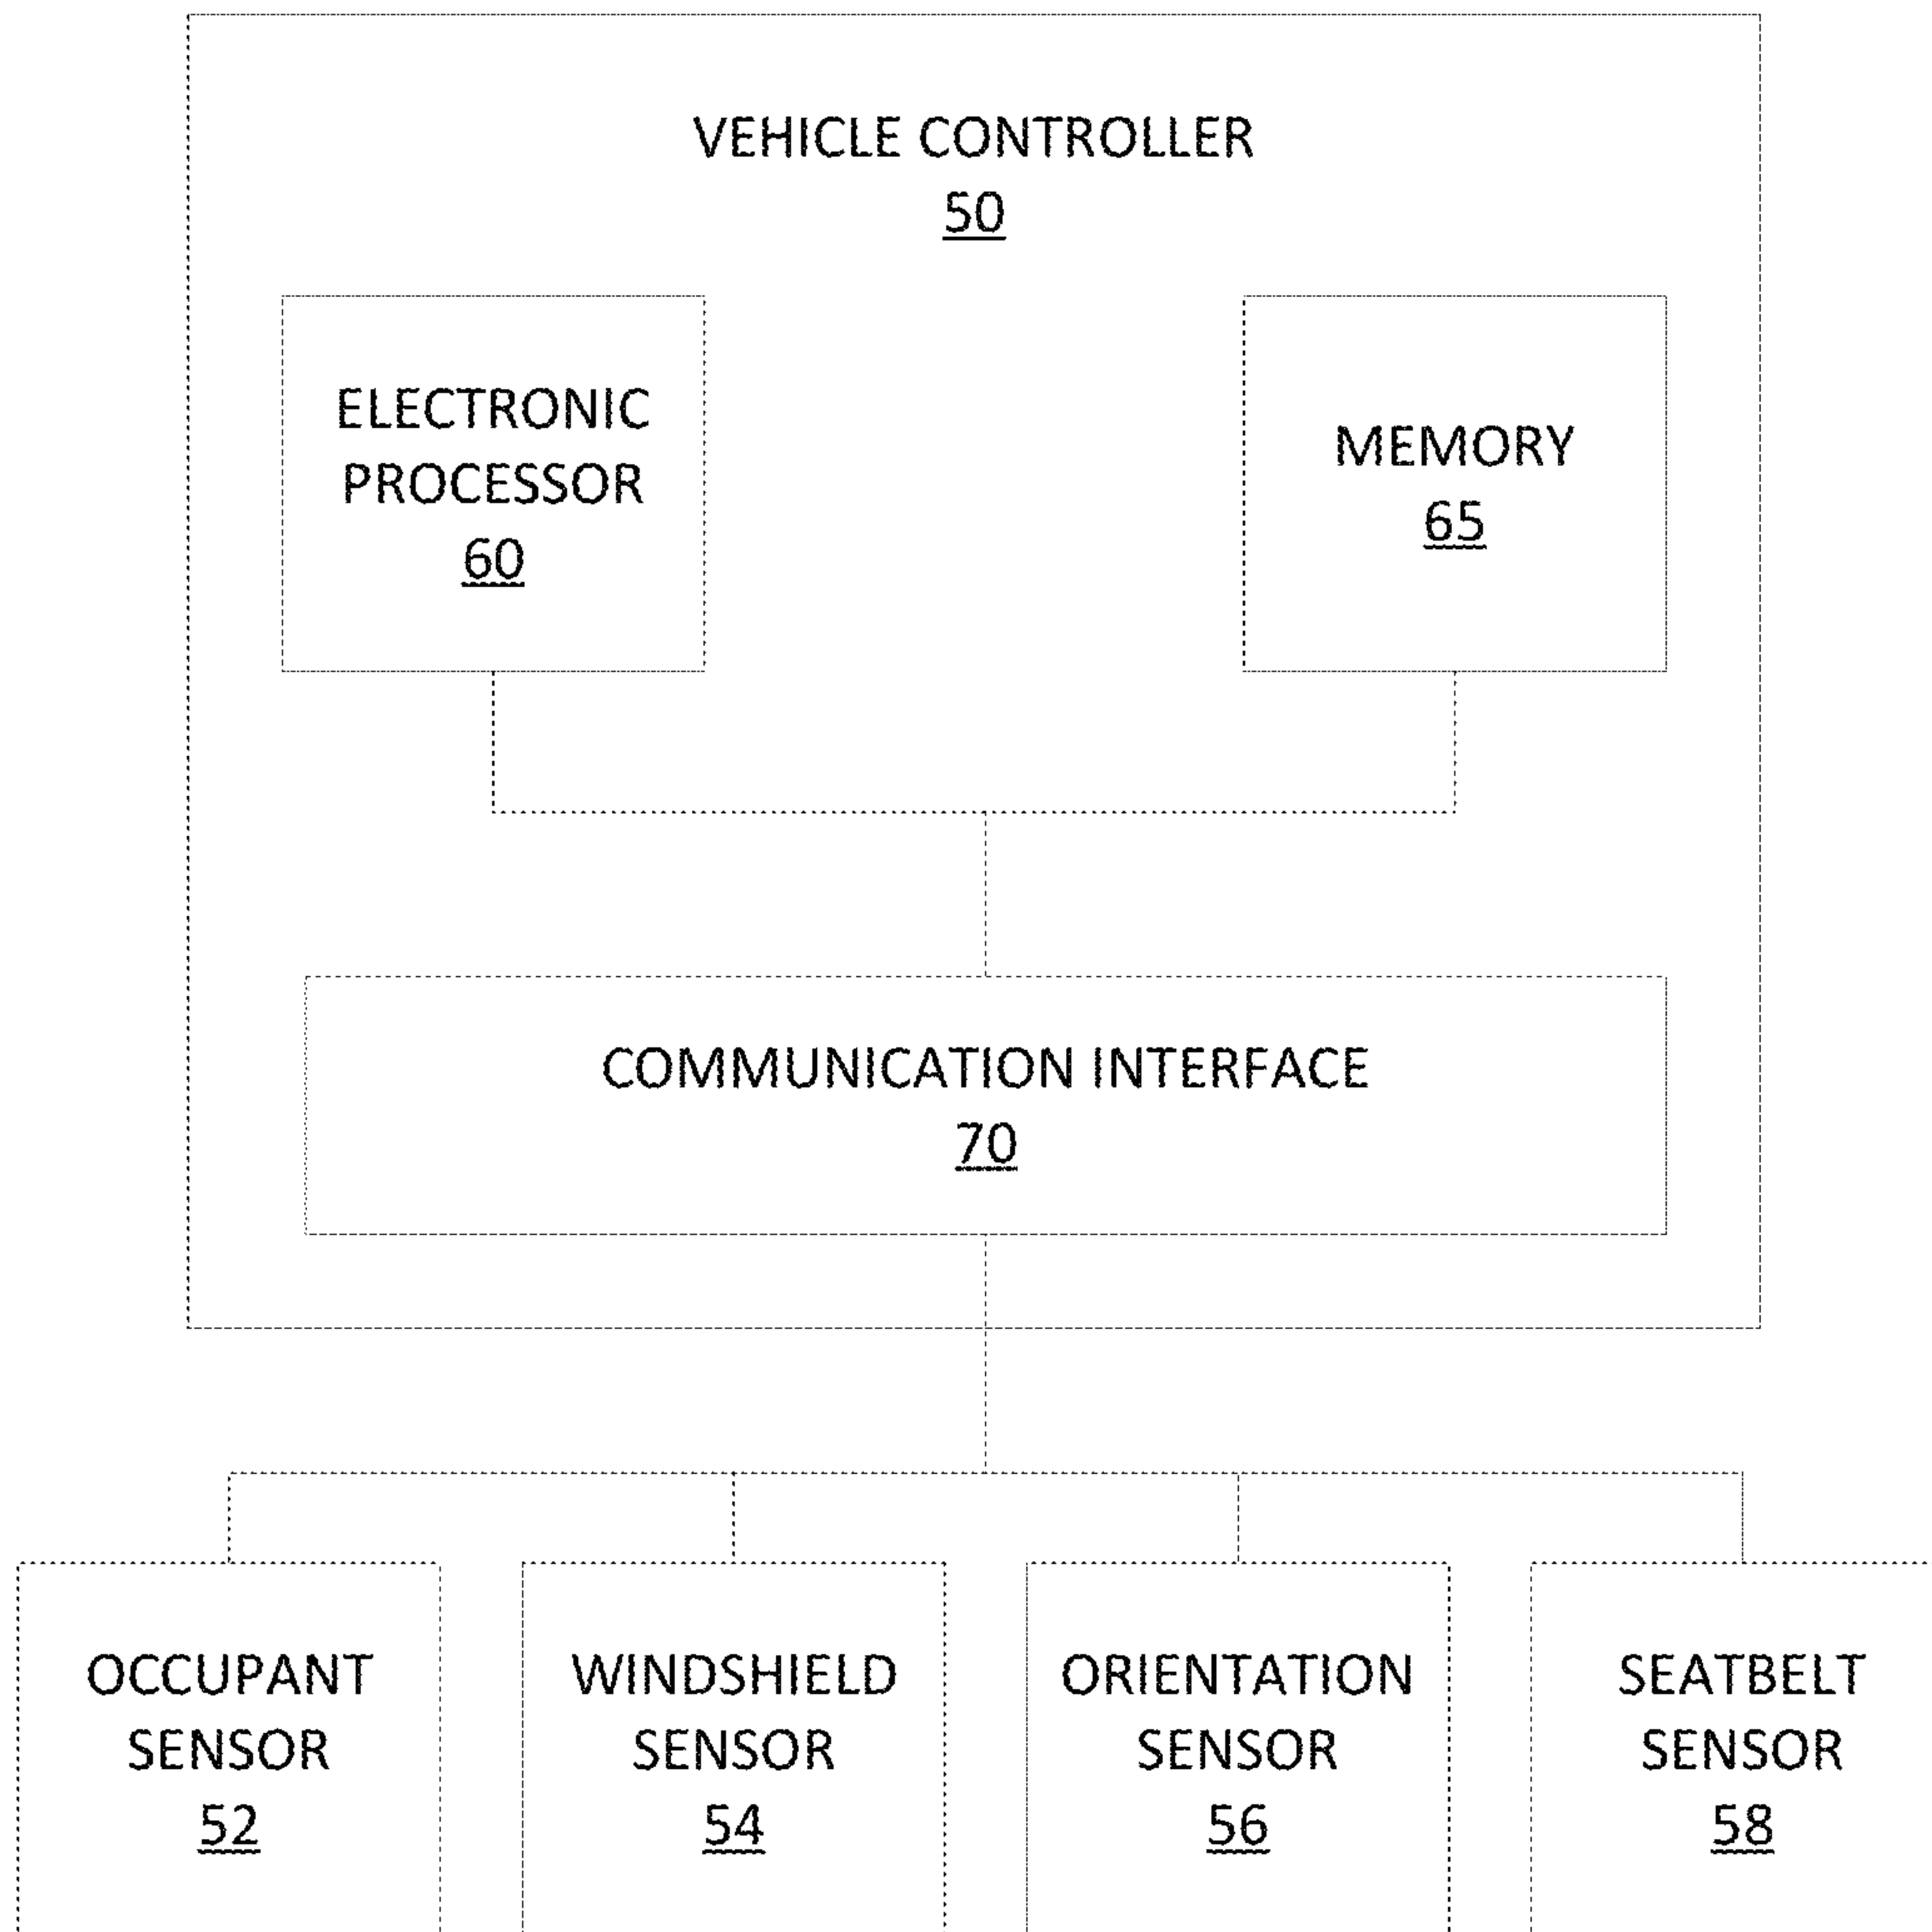 VEHICLE CONTROLLER
50
ELECTRONIC
PROCESSOR
60
MEMORY
65
COMMUNICATION INTERFACE
70
OCCUPANT
SENSOR
52
WINDSHIELD
SENSOR
54
ORIENTATION
SENSOR
56
SEATBELT
SENSOR
58